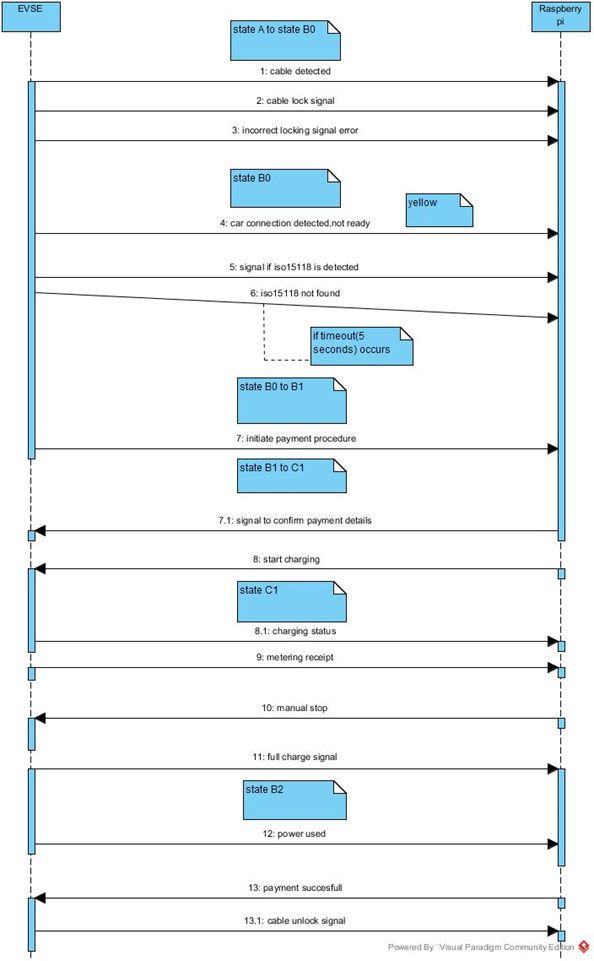 EVSE
Raspberry
pi
state A to state B0
1: cable detected
2: cable lock signal
3: incorrect locking signal error
state B0
yellow
4: car connection detected.not ready
5: signal if iso15118 is detected
6: iso15118 not found
if timeout(5
seconds) occurs
state B0 to B1
7: initiate payment procedure
state B1 to C1
7.1: signal to confirm payment details
8: start charging
state C1
8.1: charging status
9: metering receipt
10: manual stop
11: full charge signal
state B2
12: power used
13: payment succesfull
13.1: cable unlock signal
Powered By Visual Paradigm Community Edition